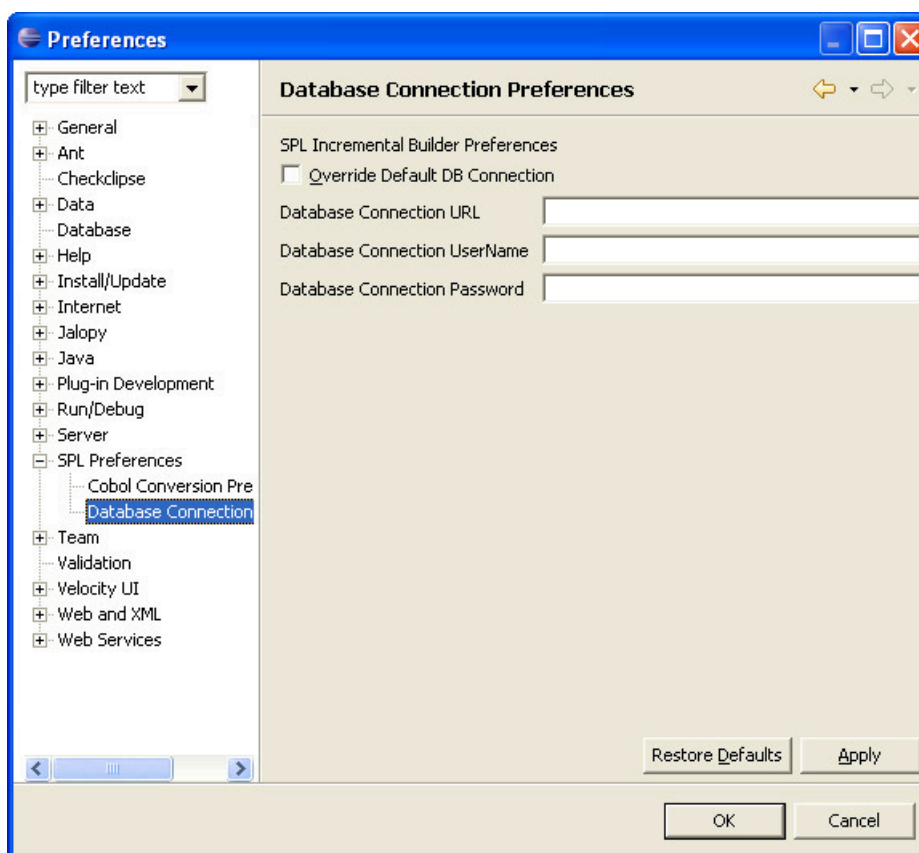 Preferences
type filter text
General
Ant
Checkclipse
Data
Database
Help
Install/Update
Internet
Jalopy
Java
Plug-in Development
Run/Debug
Server
SPL Preferences
Cobol Conversion Pre
Database Connection
Team
Validation
Velocity UI
Web and XML
Web Services
Database Connection Preferences
SPL Incremental Builder Preferences
Override Default DB Connection
Database Connection URL
Database Connection UserName
Database Connection Password
Restore Defaults
Apply
OK
Cancel